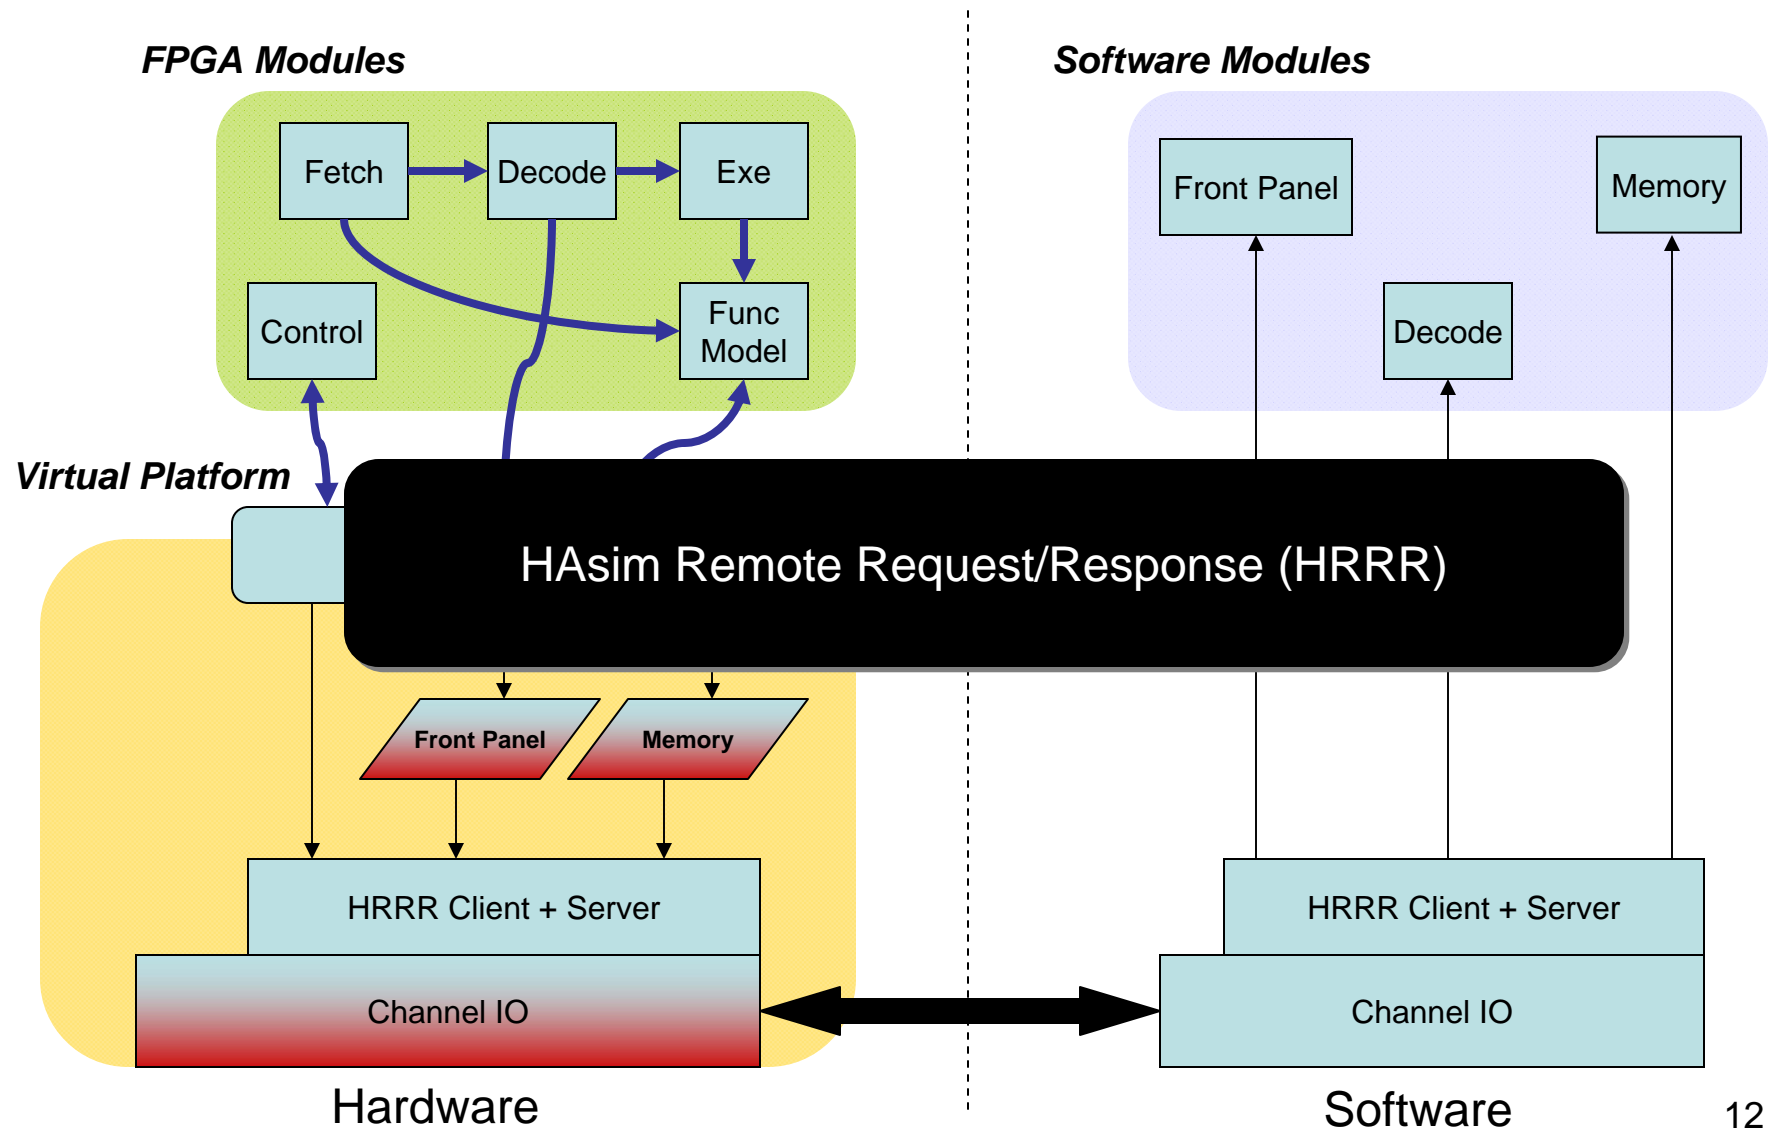 FPGA Modules
Software Modules
Fetch
Decode
Exe
Front Panel
Memory
Control
Func
Model
Decode
Virtual Platform
HAsim Remote Request/Response (HRRR)
Front Panel
Memory
HRRR Client + Server
HRRR Client + Server
Channel IO
Channel IO
Hardware
Software
12